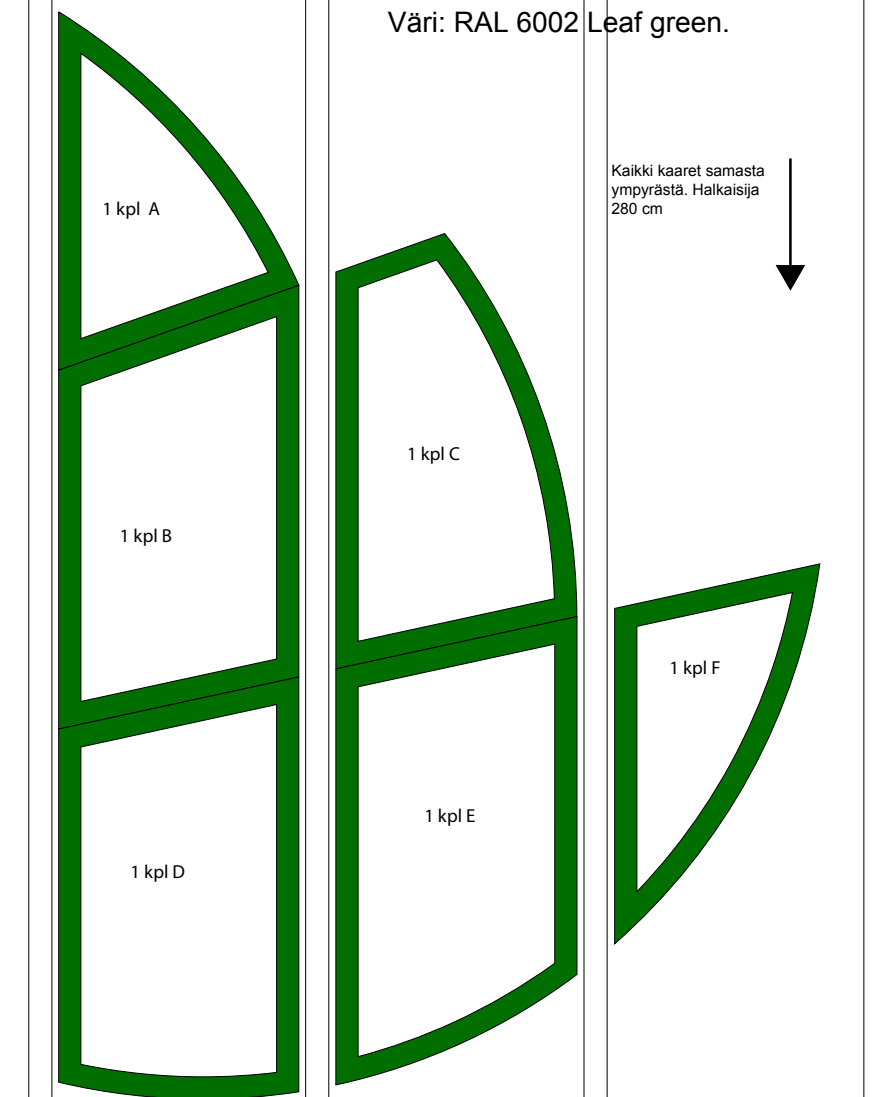 Väri: RAL 6002 Leaf green.
Kaikki kaaret samasta
ympyrästä. Halkaisija
280 cm
1 kpl  A
1 kpl C
1 kpl B
1 kpl F
1 kpl E
1 kpl D